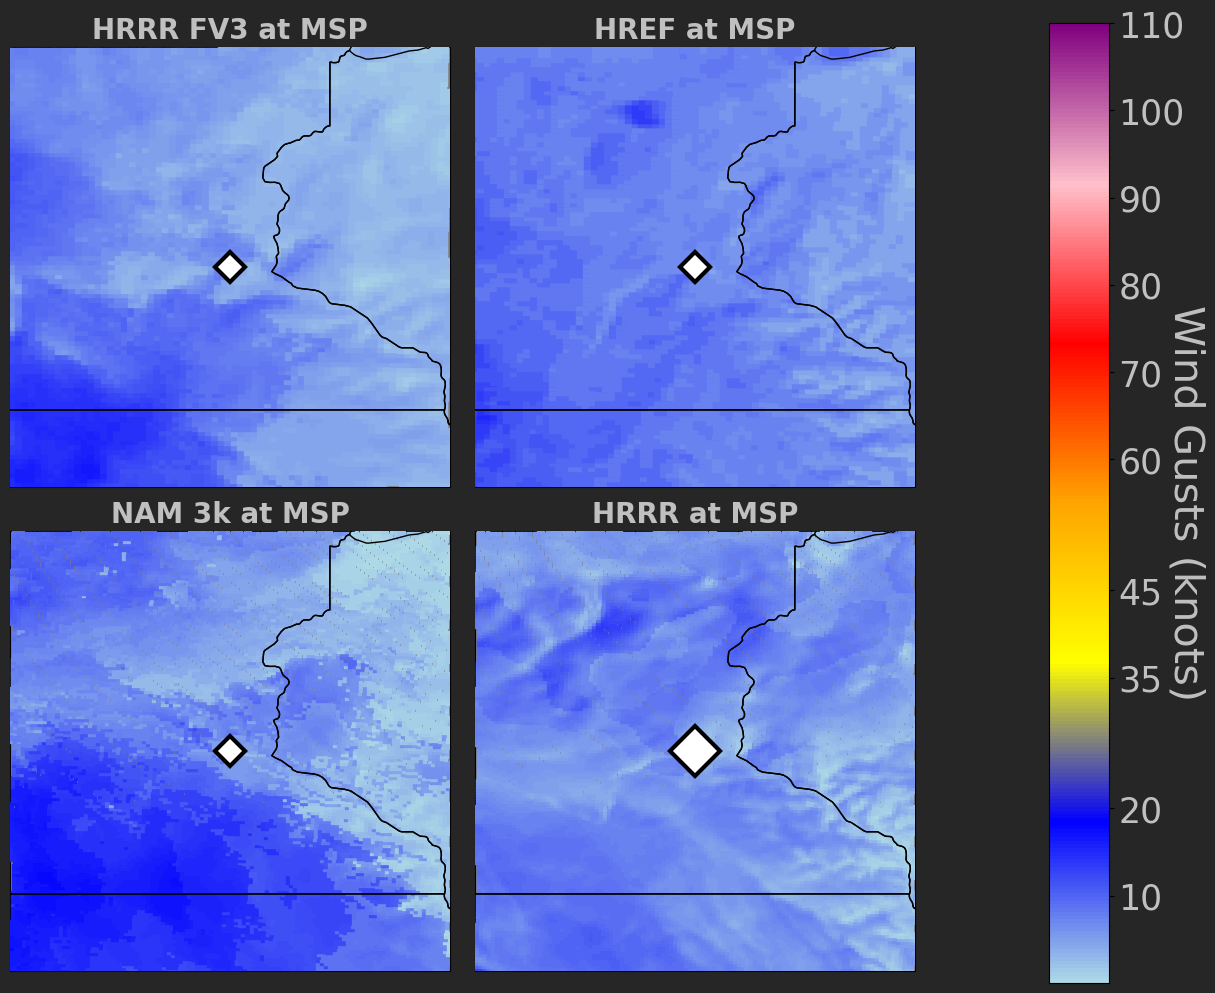 HRRR FV3 at MSP
HREF at MSP
NAM 3k at MSP
HRRR at MSP
110
100
90
80
70
60
45
35
20
10
Wind Gusts (knots)